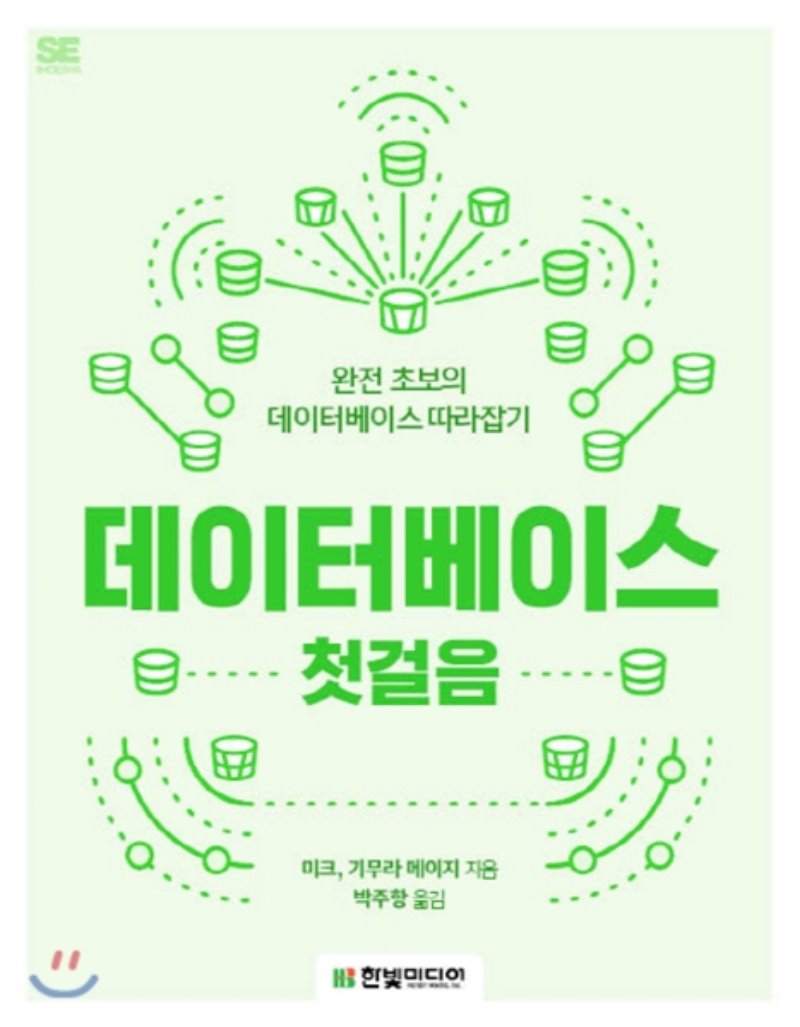 SE
SHOEISHA
완전 초보의
데이터베이스 따라잡기
데이터베이스
첫걸음
미크, 기무라 메이지 지음
박주항 옮김
HB 한빛미디어